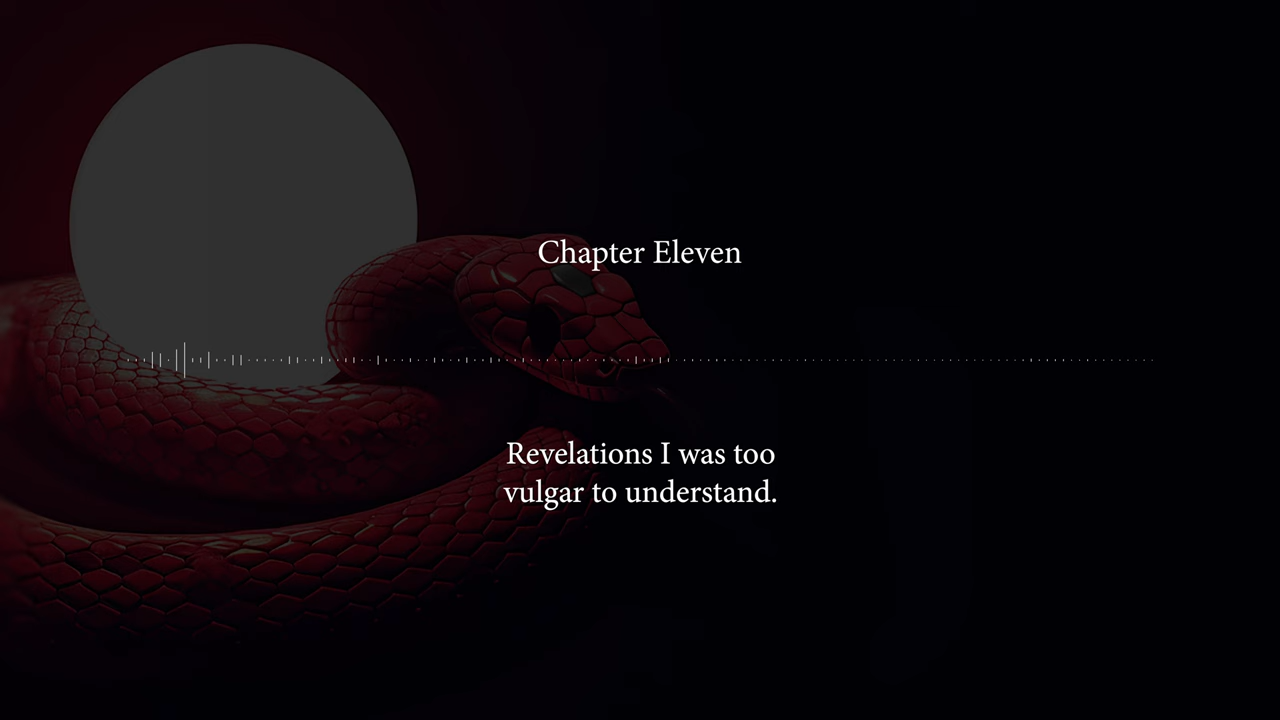 Chapter Eleven
Revelations I was too
vulgar to understand.